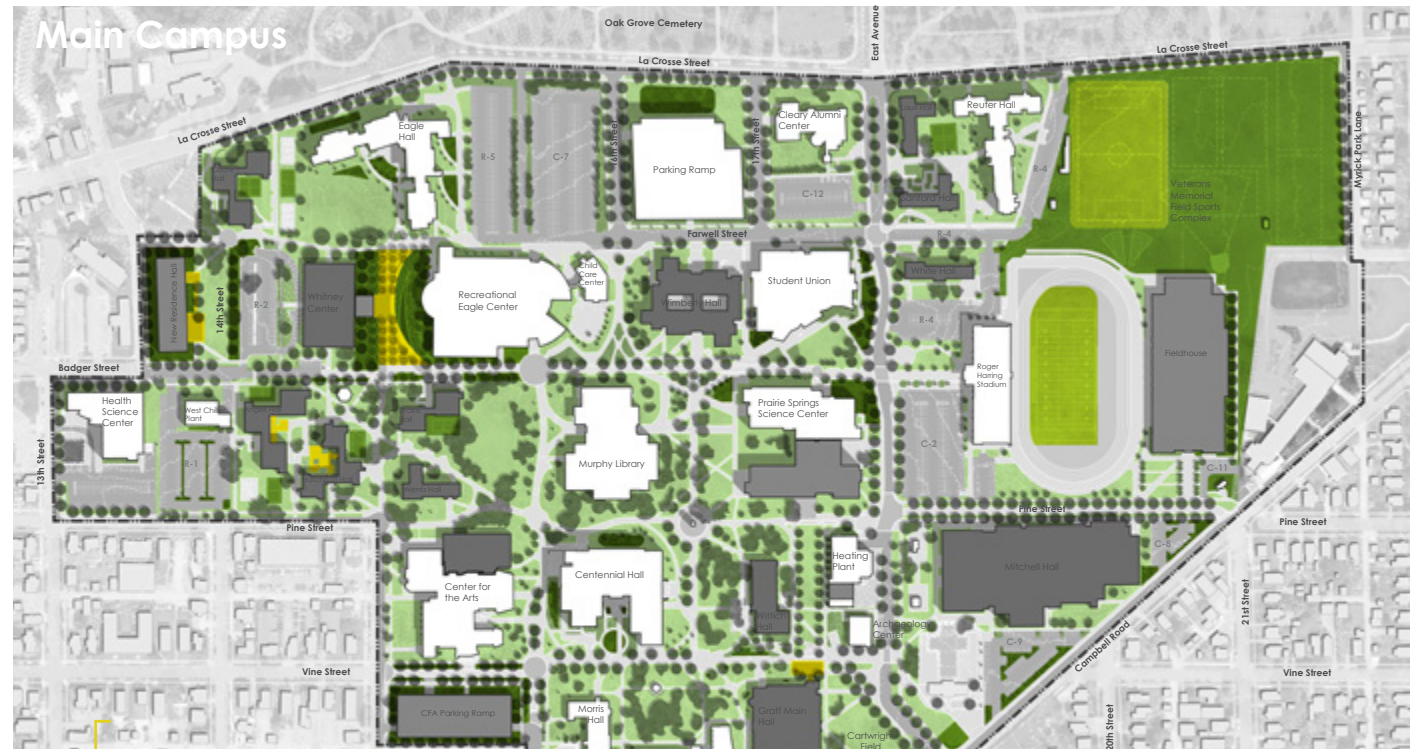 Main Campus
Oak Grove Cemetery
East Avenue
La Crosse Street
La Crosse Street
La Crosse Street
Myrick Park Lane
Eagle
Hall
R-5
C-7
16th Street
Parking Ramp
17th Street
Cleary Alumni
Center
C-12
Reuter Hall
Sanford Hall
R-4
Veterans
Memorial
Field Sports
Complex
Farwell Street
R-4
New Residence Hall
14th Street
R-2
Whitney
Center
Recreational
Eagle Center
Child
Care
Center
Wimberly Hall
Student Union
White Hall
R-4
Roger
Harring
Stadium
Fieldhouse
Badger Street
Health
Science
Center
West Chill
Plant
13th Street
R-1
Murphy Library
Prairie Springs
Science Center
C-2
C-11
Pine Street
Pine Street
Pine Street
C-8
Center for
the Arts
Centennial Hall
Heating
Plant
Mitchell Hall
Wittich
Hall
Archaeology
Center
C-9
Campbell Road
21st Street
Vine Street
Vine Street
CFA Parking Ramp
Morris
Hall
Graff Main
Hall
Cartwright
Field
20th Street